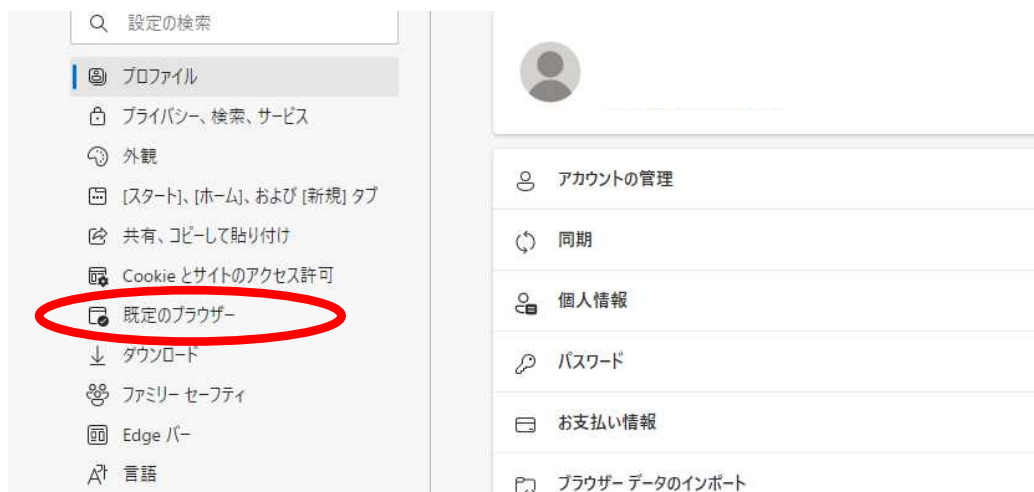 設定の検索
プロファイル
プライバシー、検索、サービス
外観
[スタート]、[ホーム]、および [新規] タブ
共有、コピーして貼り付け
Cookie とサイトのアクセス許可
既定のブラウザー
ダウンロード
ファミリー セーフティ
Edge バー
言語
アカウントの管理
同期
個人情報
パスワード
お支払い情報
ブラウザー データのインポート